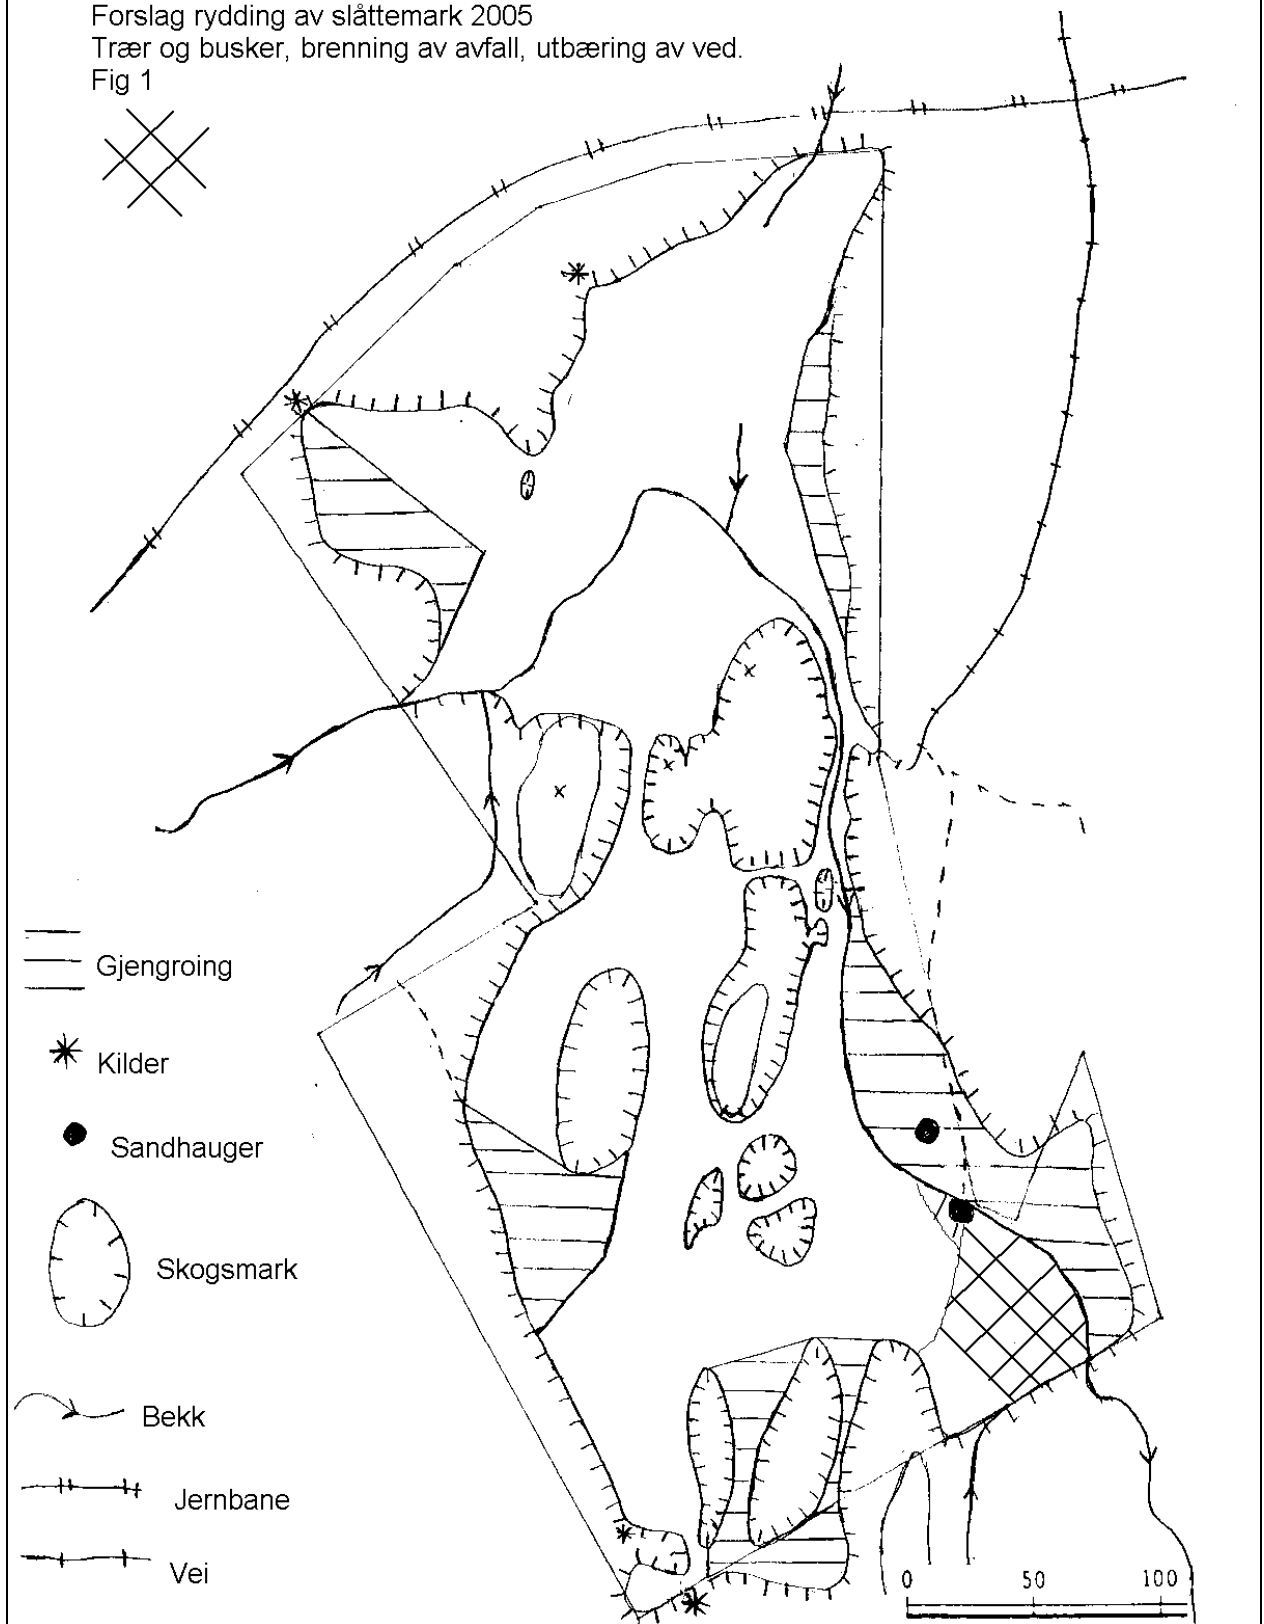 Forslag rydding av slåttemark 2005
Trær og busker, brenning av avfall, utbæring av ved.
Fig 1
Gjengroing
Kilder
Sandhauger
Skogsmark
Bekk
Jernbane
Vei
0 50 100